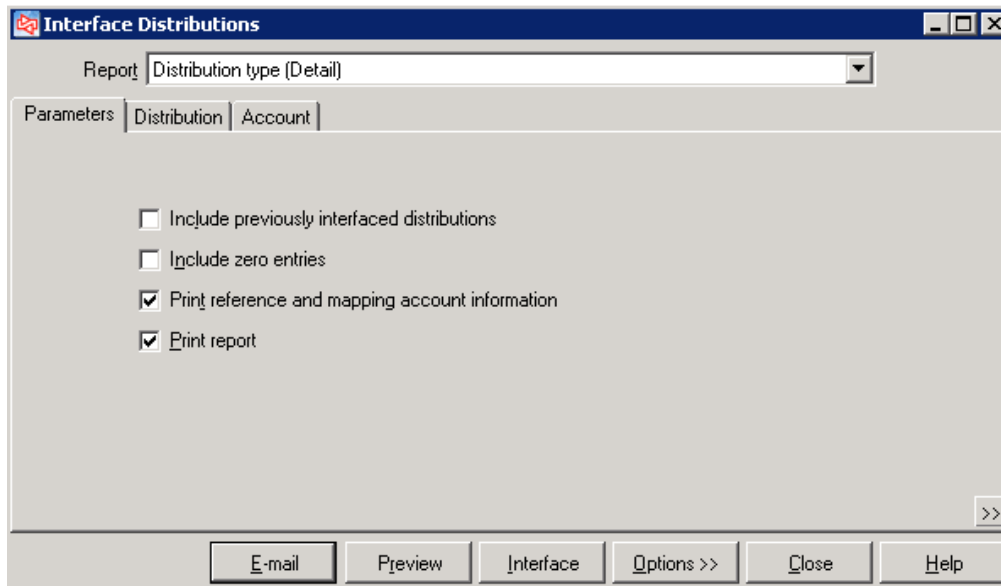 Interface Distributions
Report Distribution type (Detail)
Parameters Distribution Account
Include previously interfaced distributions
Include zero entries
Print reference and mapping account information
Print report
>>
E-mail Preview Interface Options >> Close Help